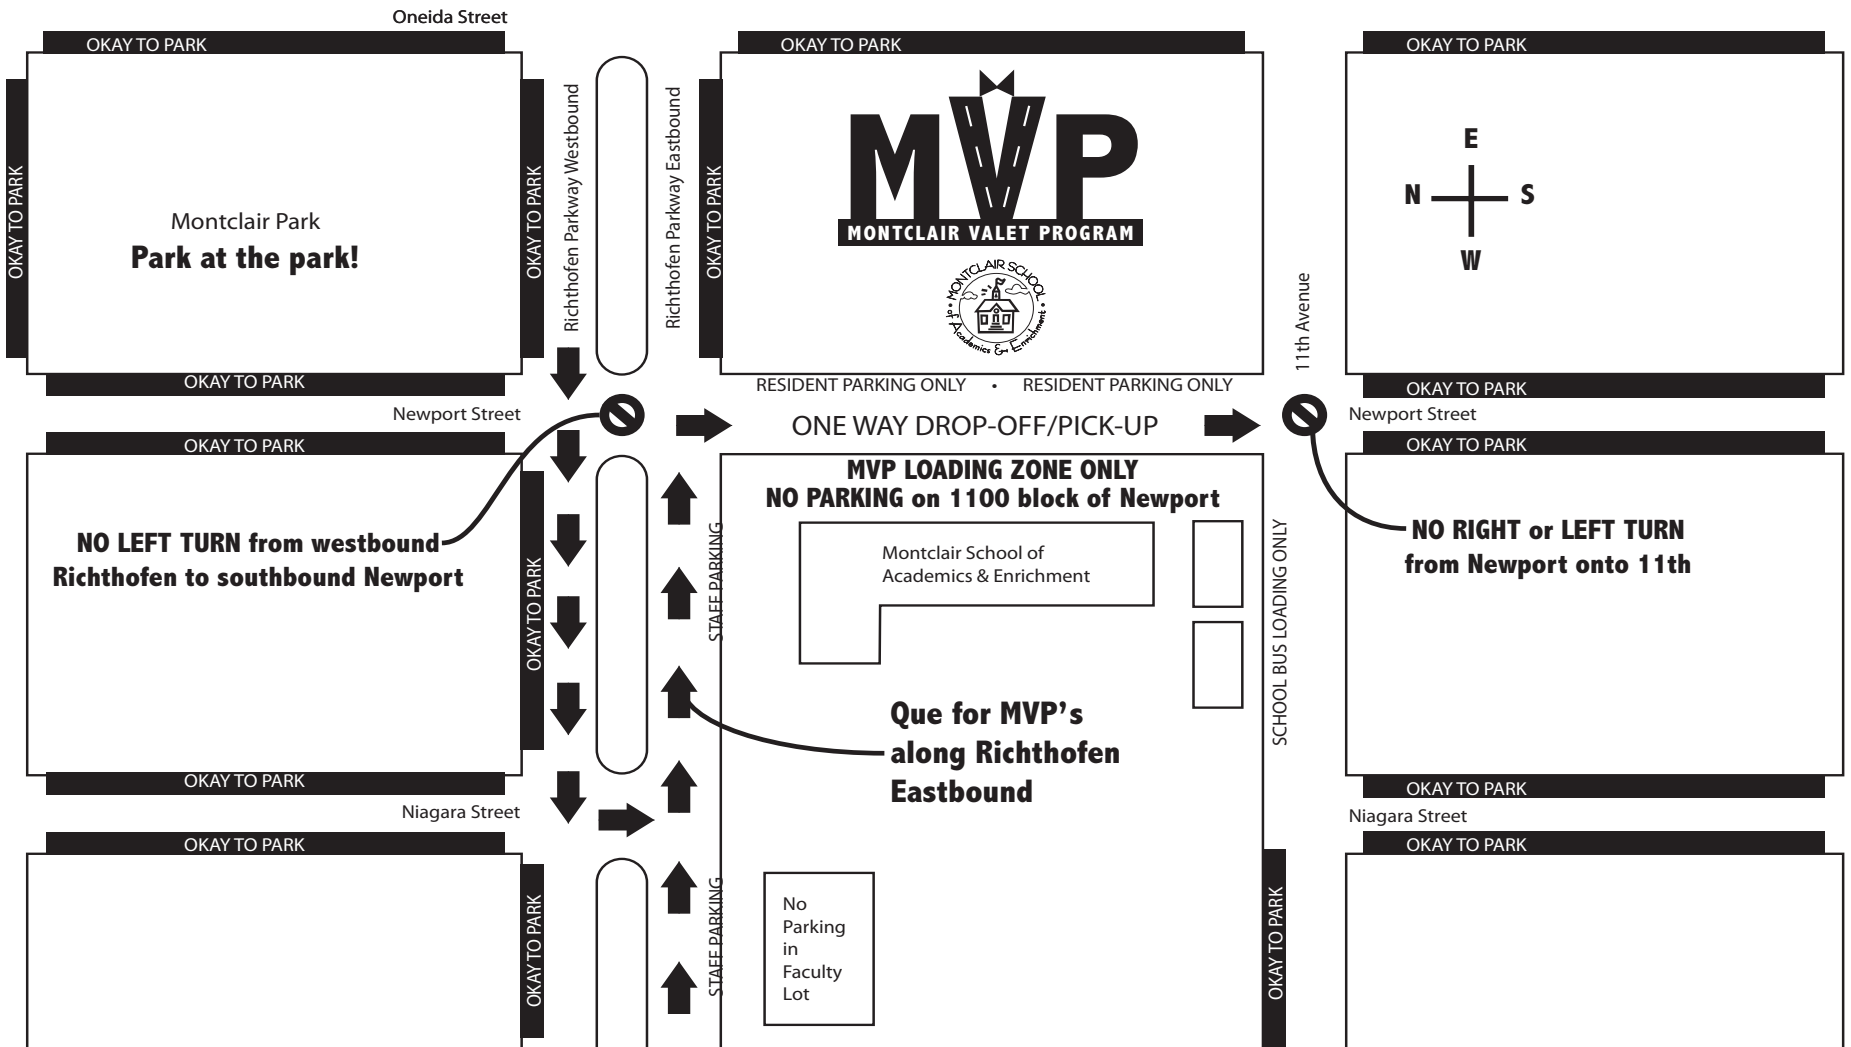 Oneida Street
OKAY TO PARK
OKAY TO PARK
OKAY TO PARK
OKAY TO PARK
Montclair Park
Park at the park!
OKAY TO PARK
Richthofen Parkway Westbound
Richthofen Parkway Eastbound
OKAY TO PARK
MVP
MONTCLAIR VALET PROGRAM
MONTCLAIR SCHOOL
of Academics & Enrichment
E
N S
W
11th Avenue
OKAY TO PARK
RESIDENT PARKING ONLY • RESIDENT PARKING ONLY
OKAY TO PARK
Newport Street
ONE WAY DROP-OFF/PICK-UP
Newport Street
OKAY TO PARK
OKAY TO PARK
MVP LOADING ZONE ONLY
NO PARKING on 1100 block of Newport
NO LEFT TURN from westbound
Richthofen to southbound Newport
OKAY TO PARK
STAFF PARKING
Montclair School of
Academics & Enrichment
SCHOOL BUS LOADING ONLY
NO RIGHT or LEFT TURN
from Newport onto 11th
Que for MVP’s
along Richthofen
Eastbound
OKAY TO PARK
OKAY TO PARK
Niagara Street
Niagara Street
OKAY TO PARK
OKAY TO PARK
OKAY TO PARK
STAFF PARKING
No
Parking
in
Faculty
Lot
OKAY TO PARK